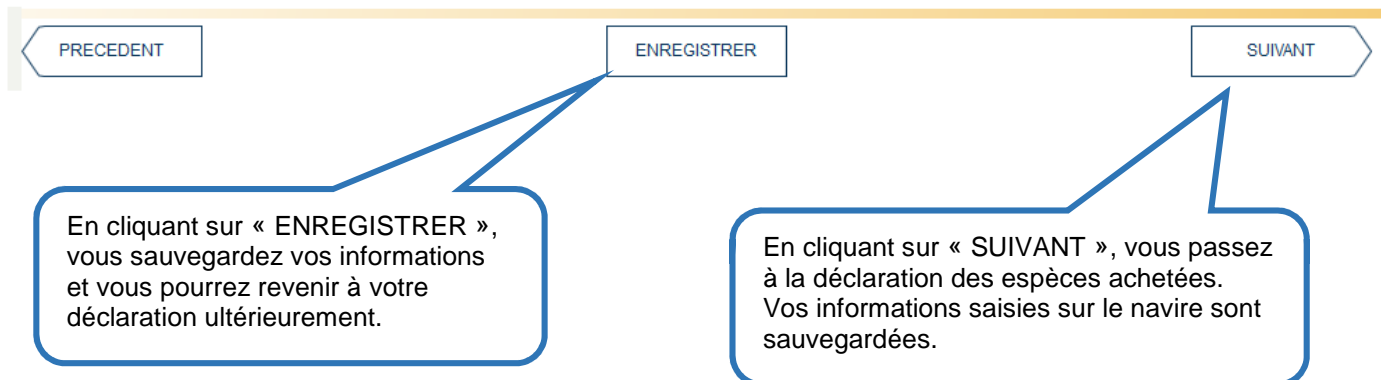 PRECEDENT
ENREGISTRER
SUIVANT
En cliquant sur « ENREGISTRER »,
vous sauvegardez vos informations
et vous pourrez revenir à votre
déclaration ultérieurement.
En cliquant sur « SUIVANT », vous passez
à la déclaration des espèces achetées.
Vos informations saisies sur le navire sont
sauvegardées.